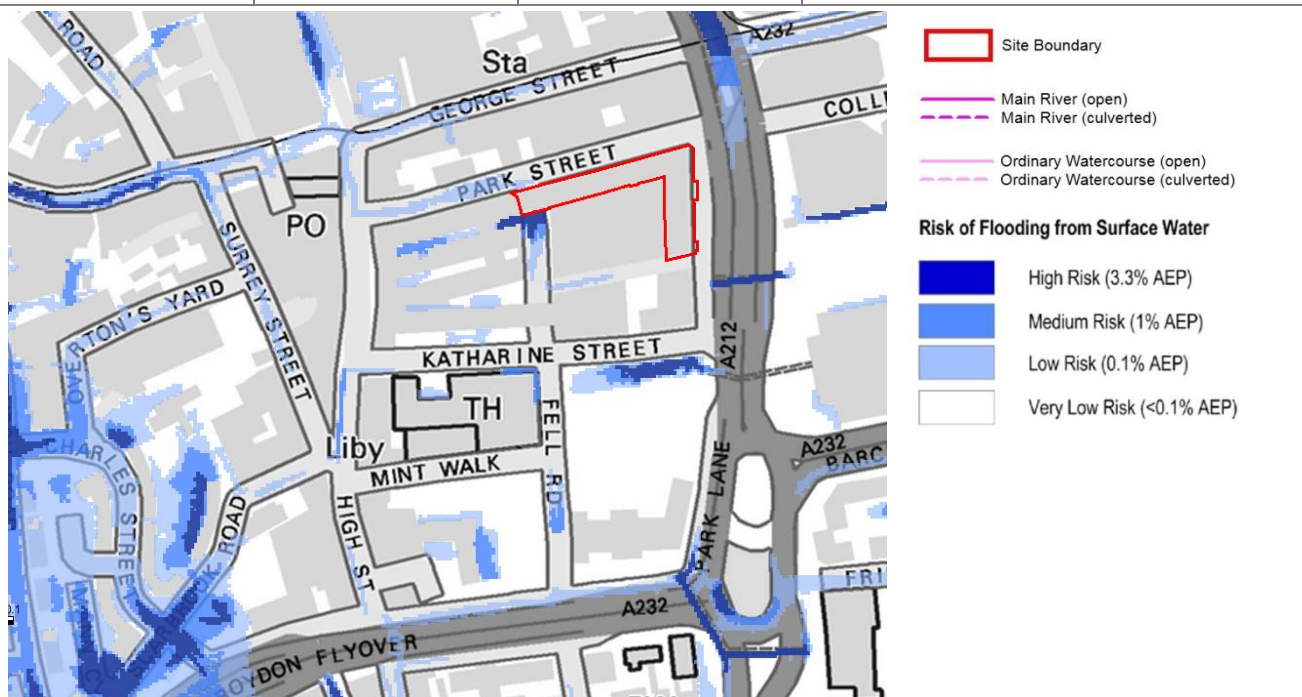 ROAD
Sta
A232
GEORGE STREET
PARK STREET
PO
SURREY STREET
OVERTON'S YARD
KATHARINE STREET
A212
TH
Liby
MINT WALK
FELL RD
HIGH ST
CHARLES STREET
ROAD
PARK LANE
A232
BARC
FRI
A232
OYDON FLYOVER
COLL
Site Boundary
Main River (open)
Main River (culverted)
Ordinary Watercourse (open)
Ordinary Watercourse (culverted)
Risk of Flooding from Surface Water
High Risk (3.3% AEP)
Medium Risk (1% AEP)
Low Risk (0.1% AEP)
Very Low Risk (<0.1% AEP)